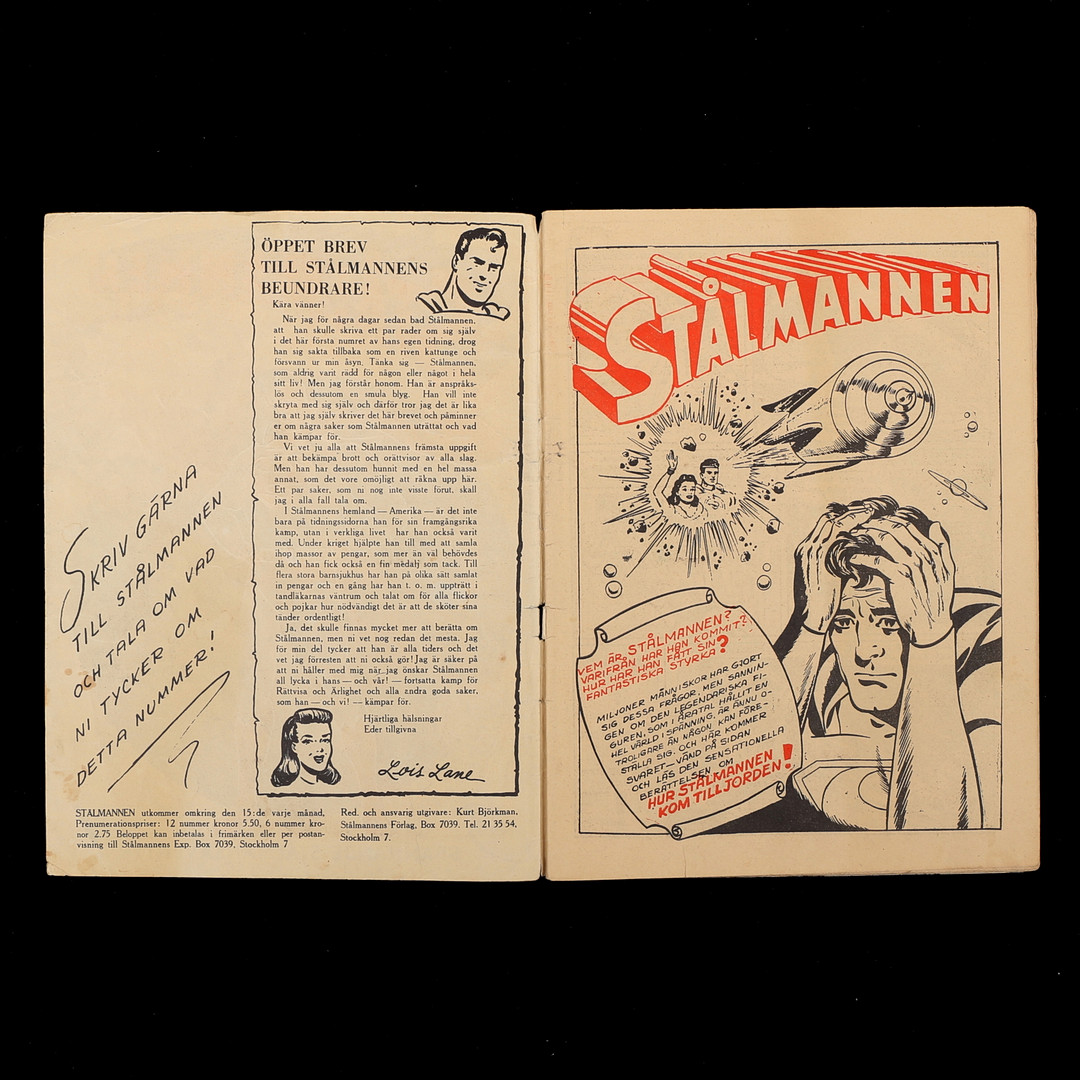 SKRIV GÄRNA
TILL STÅLMANNEN
OCH TALA OM VAD
NI TYCKER OM
DETTA NUMMER!
ÖPPET BREV
TILL STÅLMANNENS
BEUNDRARE!
Kära vänner!
När jag för några dagar sedan bad Stålmannen.
att han skulle skriva ett par rader om sig själv
i det här första numret av hans egen tidning, drog
han sig sakta tillbaka som en riven kattunge och
försvann ur min åsyn. Tänka sig — Stålmannen,
som aldrig varit rädd för någon eller något i hela
sitt liv! Men jag förstår honom. Han är anspråks-
lös och dessutom en smula blyg. Han vill inte
skryta med sig själv och därför tror jag det är lika
bra att jag själv skriver det här brevet och påminner
er om några saker som Stålmannen uträttat och vad
han kämpar för.
Vi vet ju alla att Stålmannens främsta uppgift
är att bekämpa brott och orättvisor av alla slag.
Men han har dessutom hunnit med en hel massa
annat, som det vore omöjligt att räkna upp här.
Ett par saker, som ni nog inte visste förut, skall
jag i alla fall tala om.
I Stålmannens hemland — Amerika — är det inte
bara på tidningssidorna han för sin framgångsrika
kamp, utan i verkliga livet har han också varit
med. Under kriget hjälpte han till med att samla
ihop massor av pengar, som mer än väl behövdes
då och han fick också en fin medalj som tack. Till
flera stora barnsjukhus har han på olika sätt samlat
in pengar och en gång har han t. o. m. uppträtt i
tandläkarnas väntrum och talat om för alla flickor
och pojkar hur nödvändigt det är att de sköter sina
tänder ordentligt!
Ja, det skulle finnas mycket mer att berätta om
Stålmannen, men ni vet nog redan det mesta. Jag
för min del tycker att han är alla tiders och det
vet jag förresten att ni också gör! Jag är säker på
att ni håller med mig när jag önskar Stålmannen
all lycka i hans — och vår! — fortsatta kamp för
Rättvisa och Ärlighet och alla andra goda saker,
som han — och vi! — kämpar för.
Hjärtliga hälsningar
Eder tillgivna
Lois Lane
STÅLMANNEN utkommer omkring den 15:de varje månad,
Prenumerationspriser: 12 nummer kronor 5.50, 6 nummer kro-
nor 2.75 Beloppet kan inbetalas i frimärken eller per postan-
visning till Stålmannens Exp. Box 7039, Stockholm 7
Red. och ansvarig utgivare: Kurt Björkman,
Stålmannens Förlag, Box 7039. Tel. 21 35 54,
Stockholm 7.
STÅLMANNEN
VEM ÄR STÅLMANNEN?
VARIFRÅN HAR HAN KOMMIT?
HUR HAR HAN FÅTT SIN
FANTASTISKA STYRKA?
MILJONER MÄNNISKOR HAR GJORT
SIG DESSA FRÅGOR, MEN SANNIN-
GEN OM DEN LEGENDARISKA FI-
GUREN, SOM I ÅRATAL HÅLLIT EN
HEL VÄRLD I SPÄNNING, ÄR ÄNNU O-
TROLIGARE ÄN NÅGON KAN FÖRE-
STÄLLA SIG. OCH HÄR KOMMER
SVARET—VÄND PÅ SIDAN
OCH LÄS DEN SENSATIONELLA
BERÄTTELSEN OM
HUR STÅLMANNEN
KOM TILL JORDEN!